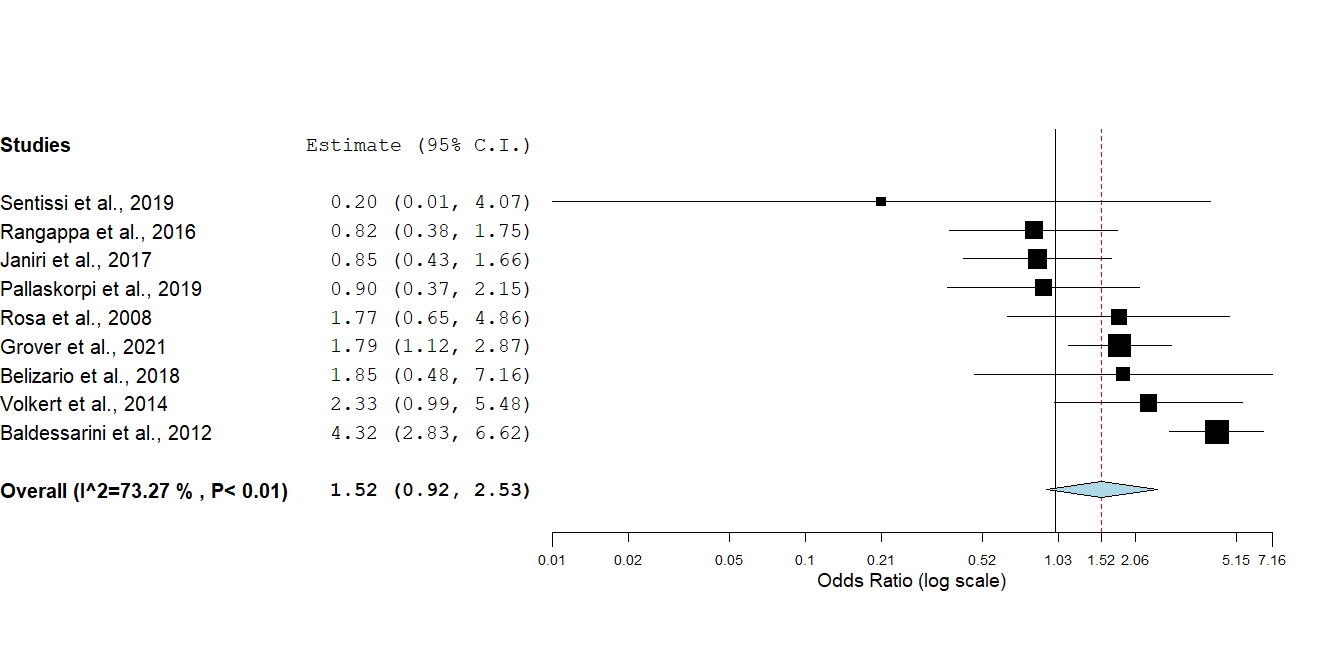 Studies Estimate (95% C.I.)
Sentissi et al., 2019 0.20 (0.01, 4.07)
Rangappa et al., 2016 0.82 (0.38, 1.75)
Janiri et al., 2017 0.85 (0.43, 1.66)
Pallaskorpi et al., 2019 0.90 (0.37, 2.15)
Rosa et al., 2008 1.77 (0.65, 4.86)
Grover et al., 2021 1.79 (1.12, 2.87)
Belizario et al., 2018 1.85 (0.48, 7.16)
Volkert et al., 2014 2.33 (0.99, 5.48)
Baldessarini et al., 2012 4.32 (2.83, 6.62)
Overall (I^2=73.27 % , P< 0.01) 1.52 (0.92, 2.53)
0.01 0.02 0.05 0.1 0.21 0.52 1.03 1.52 2.06 5.15 7.16
Odds Ratio (log scale)